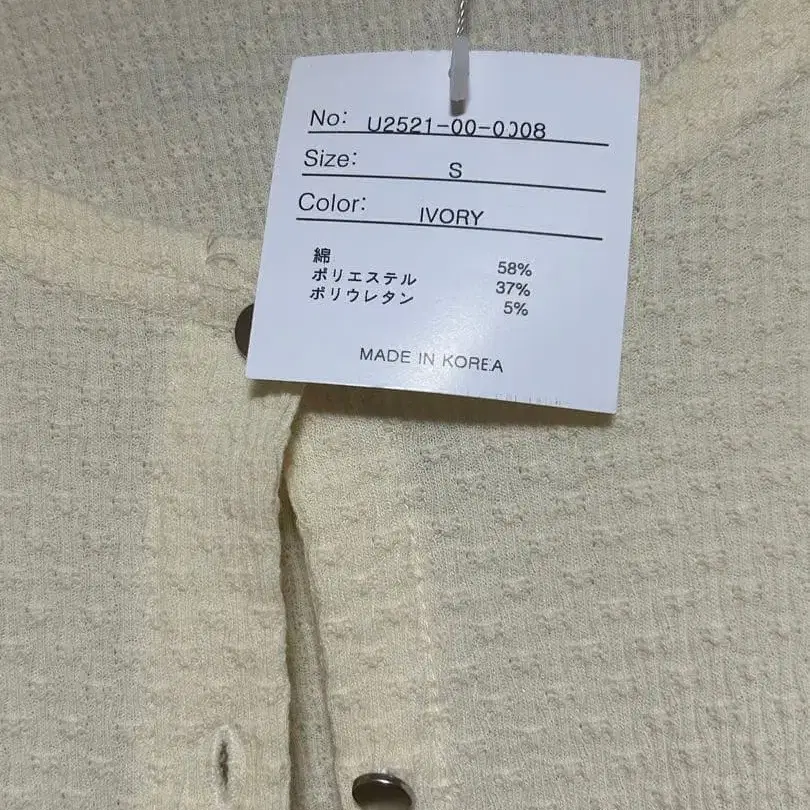 No: U2521-00-0008
Size: S
Color: IVORY
綿 58%
ポリエステル 37%
ポリウレタン 5%
MADE IN KOREA